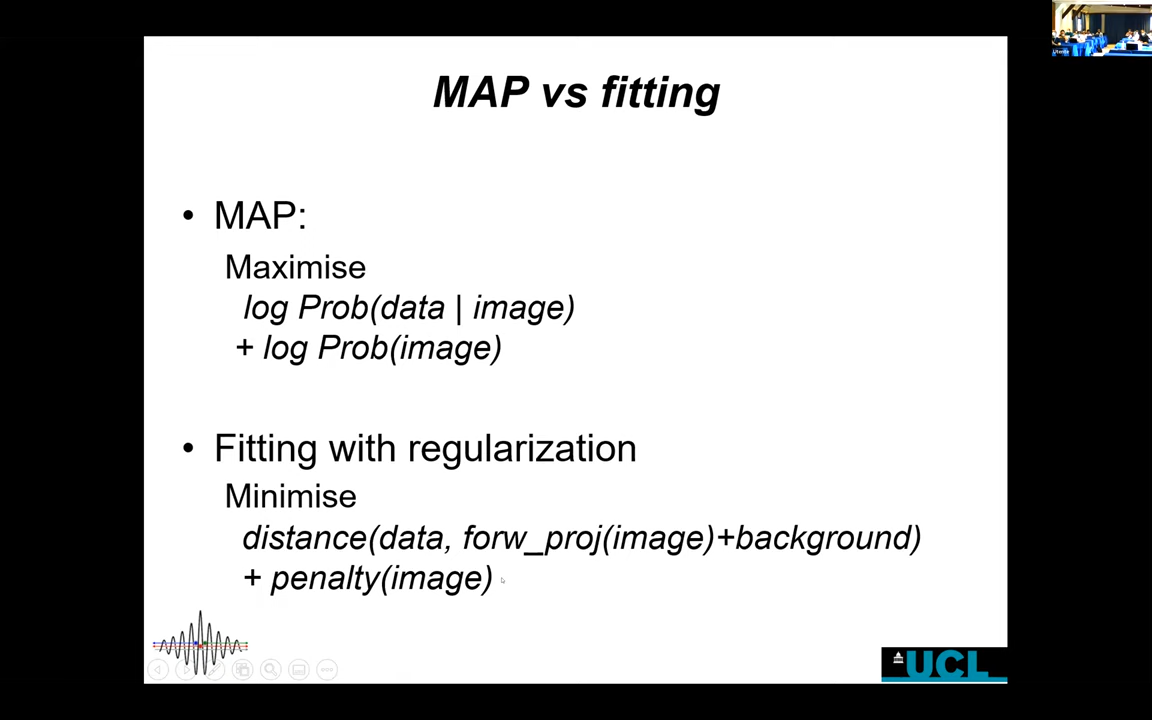 MAP vs fitting
• MAP:
Maximise
log Prob(data | image)
+ log Prob(image)
• Fitting with regularization
Minimise
distance(data, forw_proj(image)+background)
+ penalty(image)
UCL